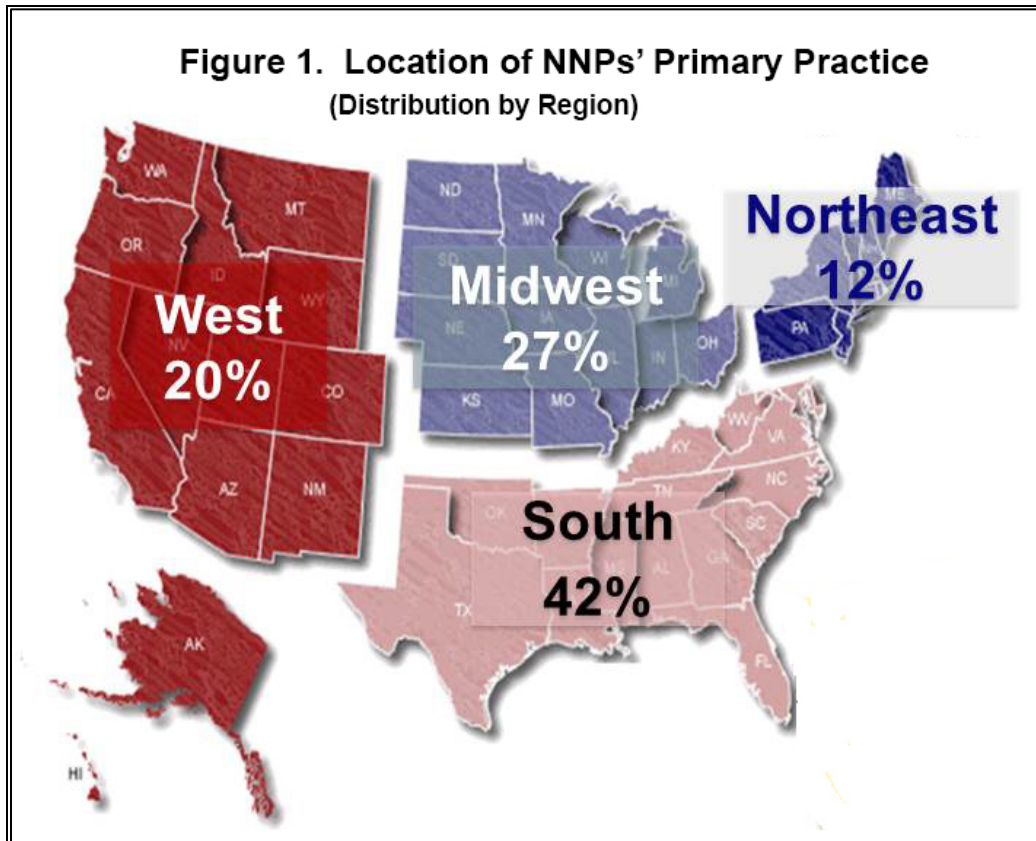 Figure 1. Location of NNPs' Primary Practice
(Distribution by Region)
WA
MT
ND
MN
ME
OR
ID
SD
WI
MI
Northeast
12%
WY
West
20%
Midwest
27%
NV
NE
IA
IN
OH
PA
CA
CO
KS
MO
WV
VA
KY
AZ
NM
TN
NC
OK
SC
South
42%
MS
AL
GA
TX
FL
AK
HI